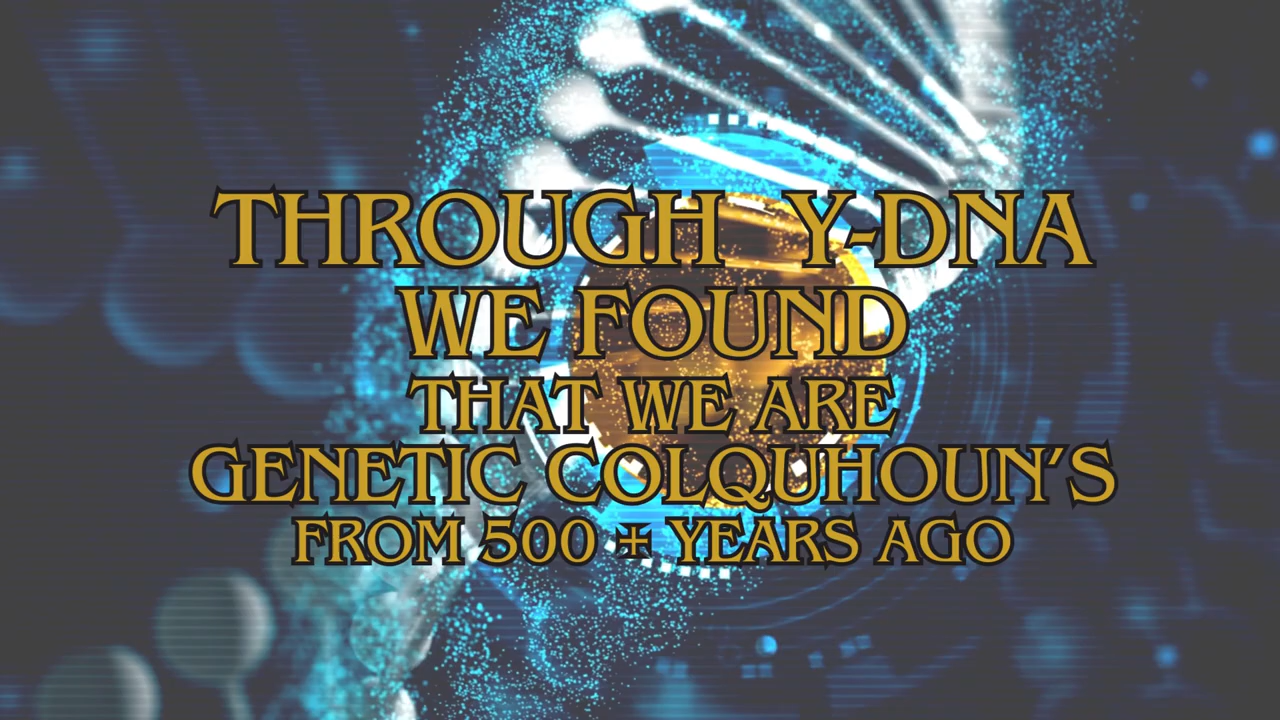 THROUGH Y-DNA
WE FOUND
THAT WE ARE
GENETIC COLQUHOUN'S
FROM 500 + YEARS AGO